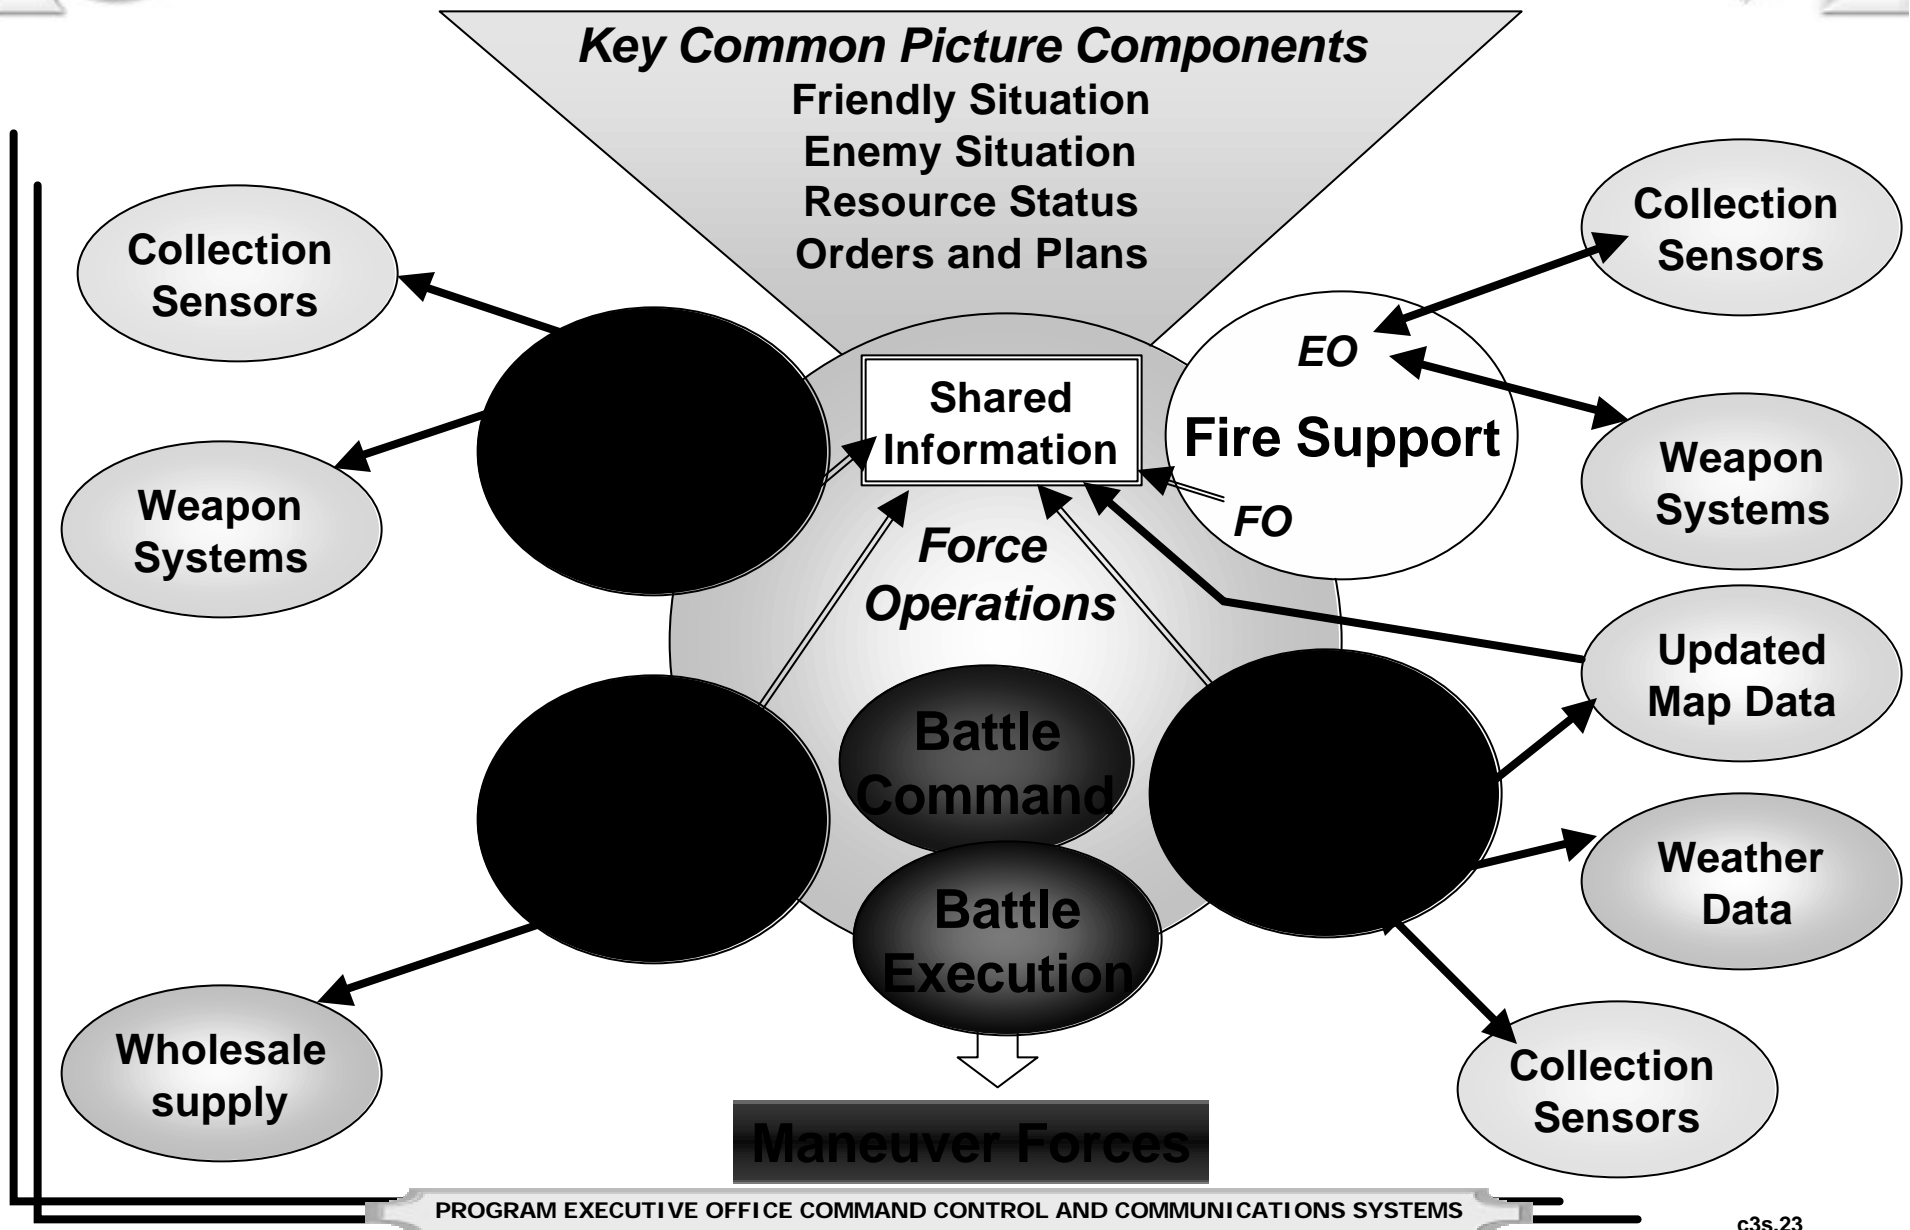 Key Common Picture Components
Friendly Situation
Enemy Situation
Resource Status
Orders and Plans
Collection
Sensors
Weapon
Systems
Wholesale
supply
Shared
Information
Force
Operations
Battle
Command
Battle
Execution
Maneuver Forces
EO
Fire Support
FO
Collection
Sensors
Weapon
Systems
Updated
Map Data
Weather
Data
Collection
Sensors
PROGRAM EXECUTIVE OFFICE COMMAND CONTROL AND COMMUNICATIONS SYSTEMS
c3s.23